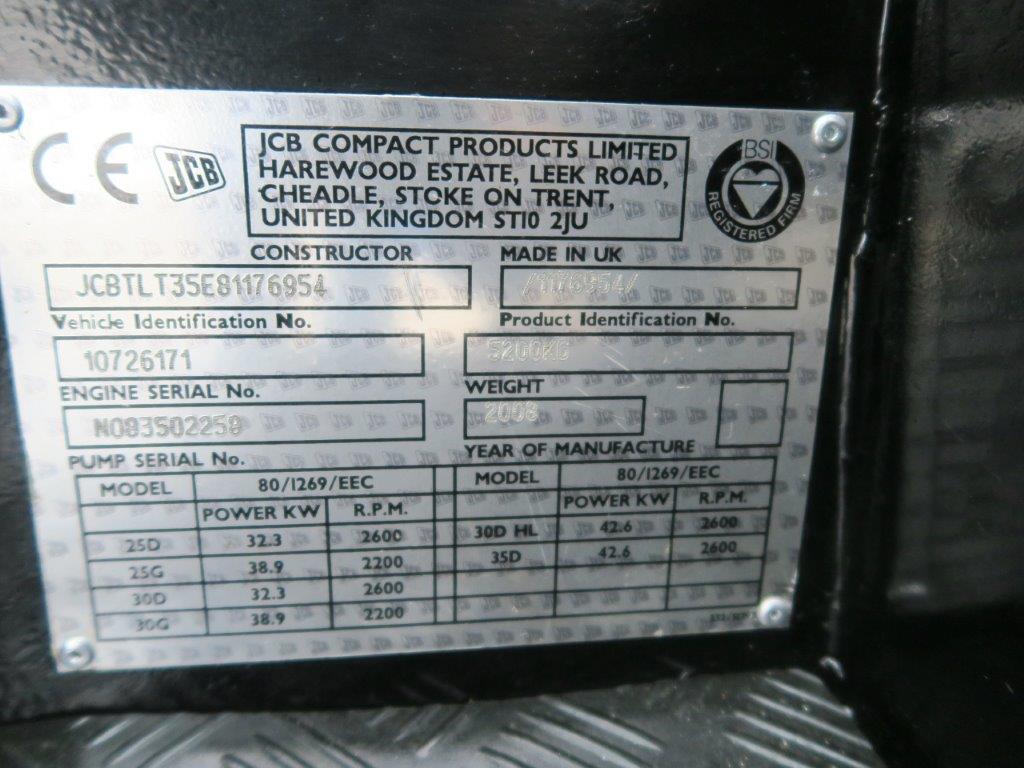 CE
JCB
JCB COMPACT PRODUCTS LIMITED
HAREWOOD ESTATE, LEEK ROAD,
CHEADLE, STOKE ON TRENT,
UNITED KINGDOM ST10 2JU
BSI
REGISTERED FIRM
CONSTRUCTOR MADE IN UK
JCBTLT35E81176954 /1176954/
Vehicle Identification No. Product Identification No.
10726171 5200KG
ENGINE SERIAL No. WEIGHT
N083502258 2008
PUMP SERIAL No. YEAR OF MANUFACTURE
MODEL 80/1269/EEC MODEL 80/1269/EEC
POWER KW R.P.M. POWER KW R.P.M.
25D 32.3 2600 30D HL 42.6 2600
25G 38.9 2200 35D 42.6 2600
30D 32.3 2600
30G 38.9 2200